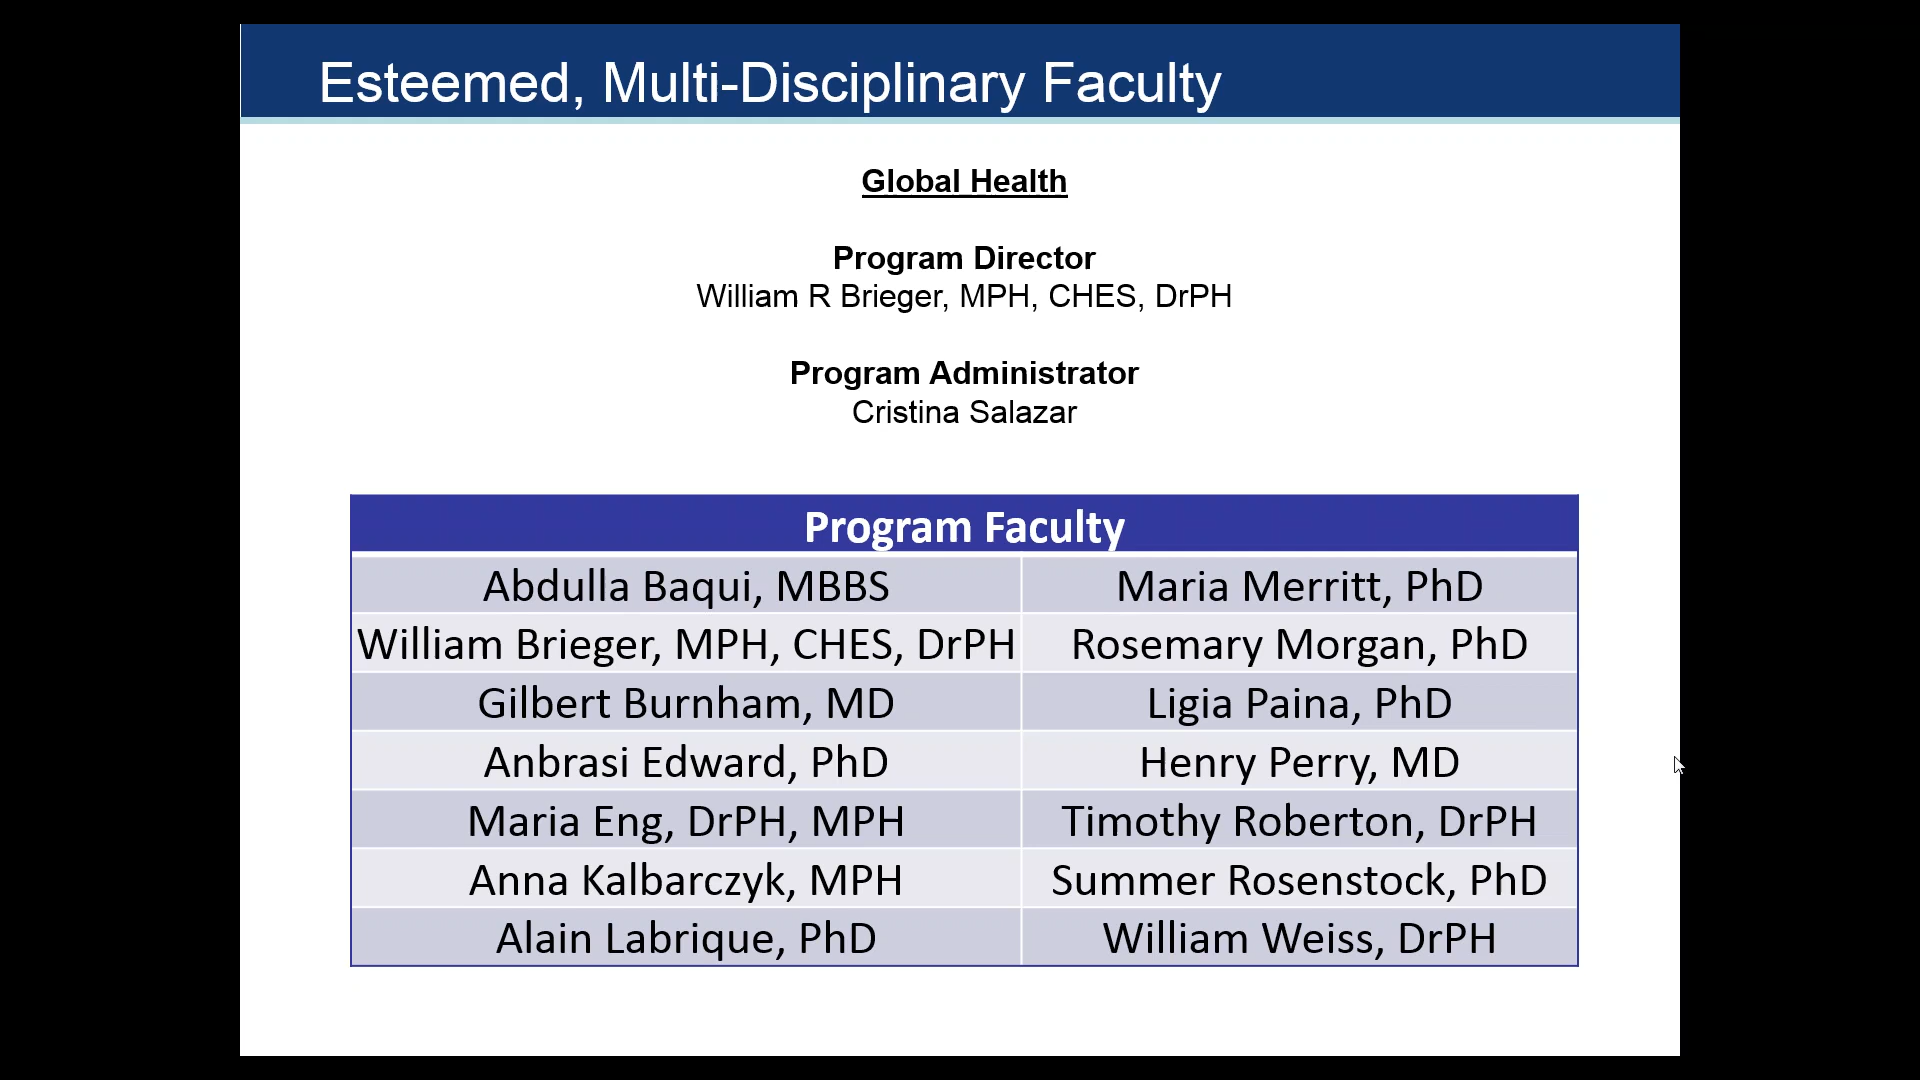 Esteemed, Multi-Disciplinary Faculty
Global Health
Program Director
William R Brieger, MPH, CHES, DrPH
Program Administrator
Cristina Salazar
Program Faculty
Abdulla Baqui, MBBS
Maria Merritt, PhD
William Brieger, MPH, CHES, DrPH
Rosemary Morgan, PhD
Gilbert Burnham, MD
Ligia Paina, PhD
Anbrasi Edward, PhD
Henry Perry, MD
Maria Eng, DrPH, MPH
Timothy Roberton, DrPH
Anna Kalbarczyk, MPH
Summer Rosenstock, PhD
Alain Labrique, PhD
William Weiss, DrPH